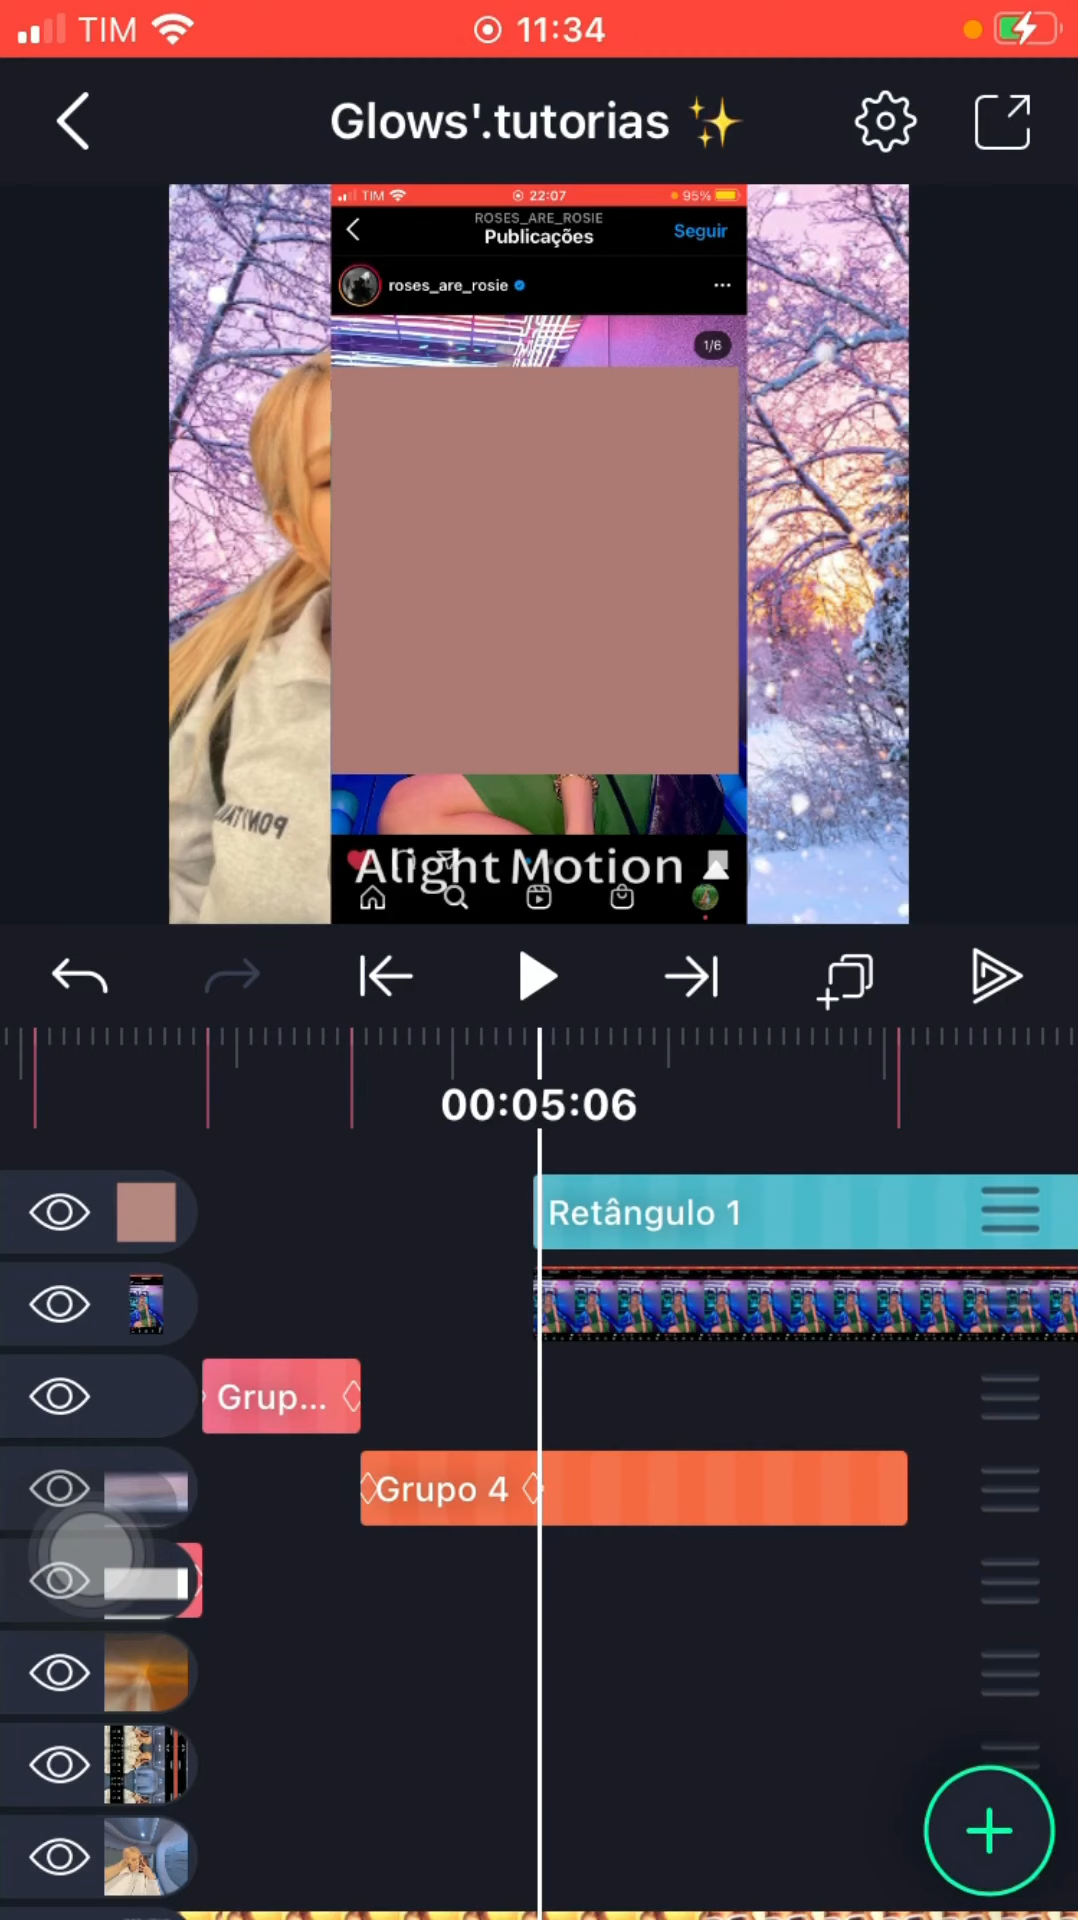 TIM 11:34
Glows'.tutorias ✨
TIM 22:07 95%
ROSES_ARE_ROSIE
Publicações
Seguir
roses_are_rosie
1/6
Alight Motion
00:05:06
Retângulo 1
Grup...
Grupo 4